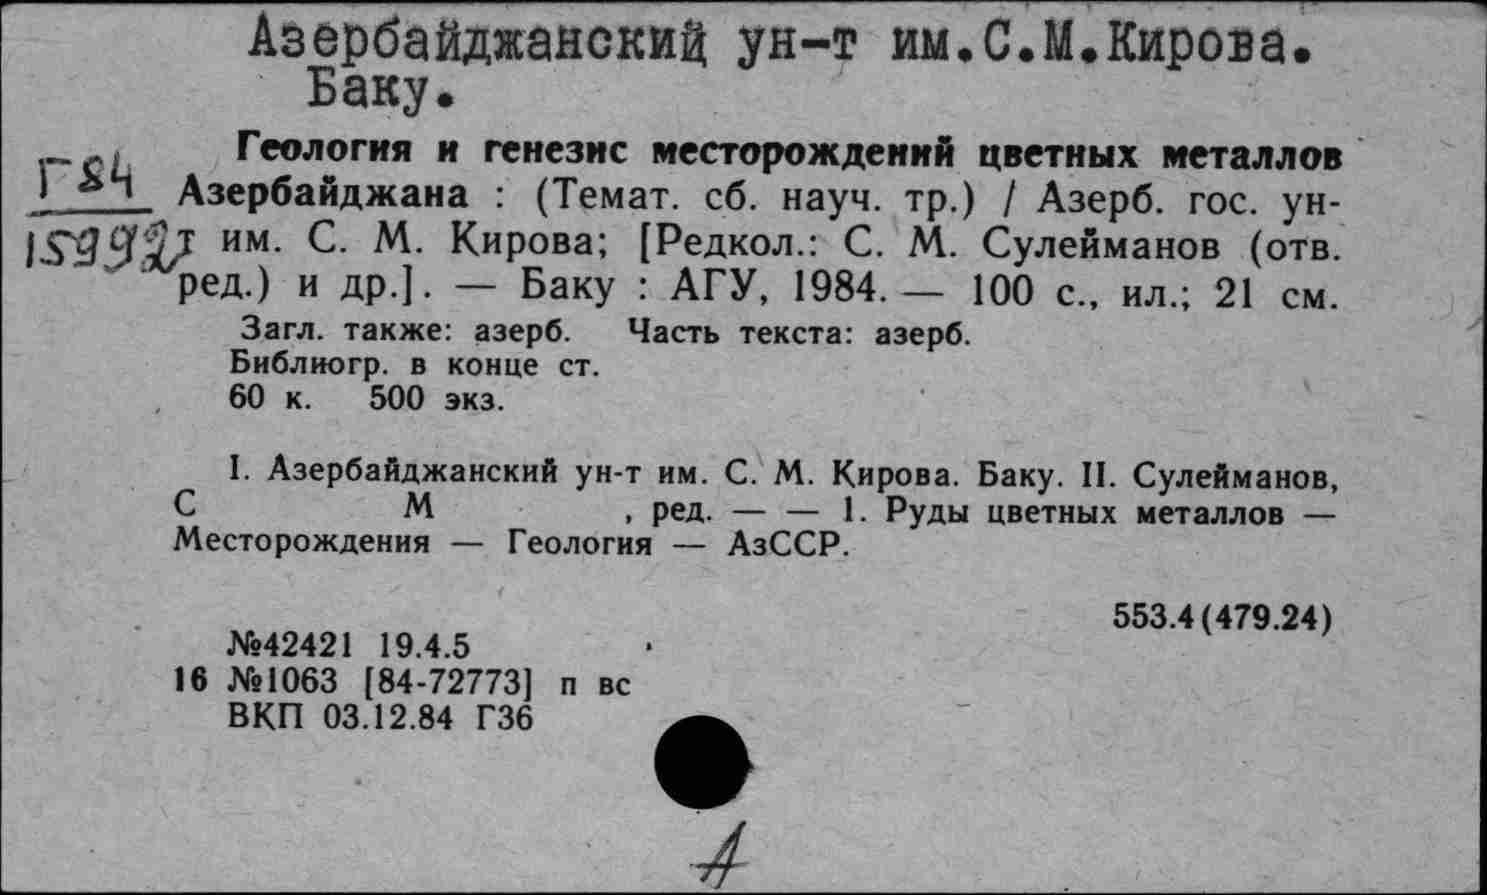 Азербайджанский ун-т им.С.М.Кирова.
Баку.
Геология и генезис месторождений цветных металлов
Г 84
Азербайджана : (Темат. сб. науч. тр.) / Азерб. гос. ун-
т им. С. М. Кирова; [Редкол.: С. М. Сулейманов (отв.
ред.) и др.]. — Баку : АГУ, 1984. — 100 с., ил.; 21 см.
Загл. также: азерб. Часть текста: азерб.
Библиогр. в конце ст.
60 к. 500 экз.
I. Азербайджанский ун-т им. С. М. Кирова. Баку. II. Сулейманов,
С М , ред. — — 1. Руды цветных металлов —
Месторождения — Геология — АзССР.
553.4(479.24)
№42421 19.4.5
16 №1063 [84-72773] п вс
ВКП 03.12.84 Г36